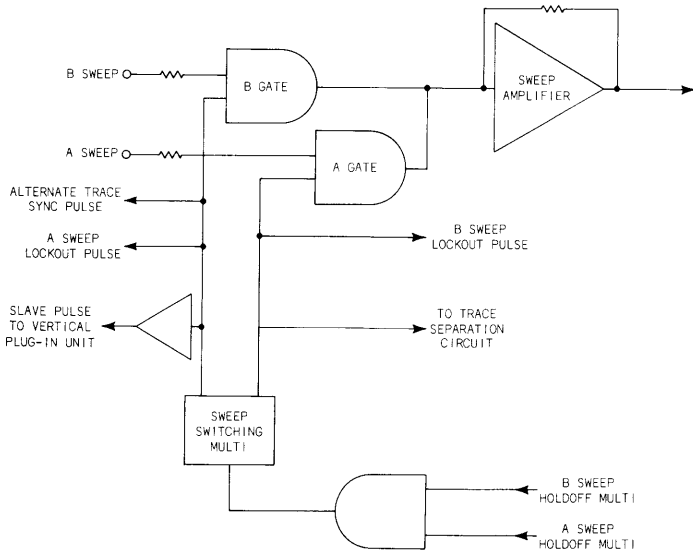 B SWEEP
B GATE
SWEEP
AMPLIFIER
A SWEEP
A GATE
ALTERNATE TRACE
SYNC PULSE
A SWEEP
LOCKOUT PULSE
B SWEEP
LOCKOUT PULSE
SLAVE PULSE
TO VERTICAL
PLUG-IN UNIT
TO TRACE
SEPARATION
CIRCUIT
SWEEP
SWITCHING
MULTI
B SWEEP
HOLDOFF MULTI
A SWEEP
HOLDOFF MULTI